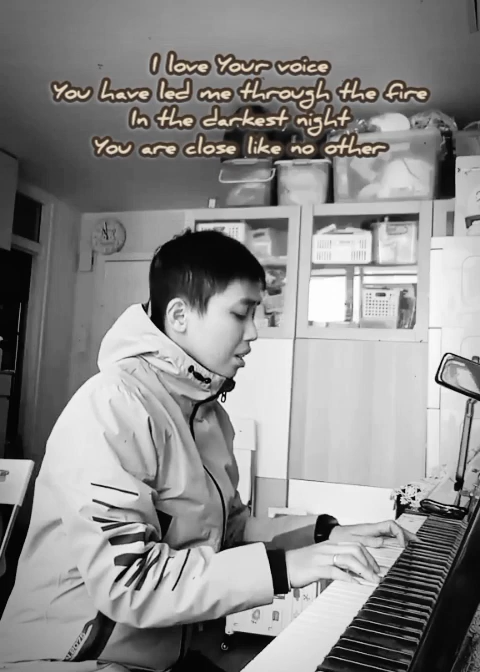 I love Your voice
You have led me through the fire
In the darkest night
You are close like no other